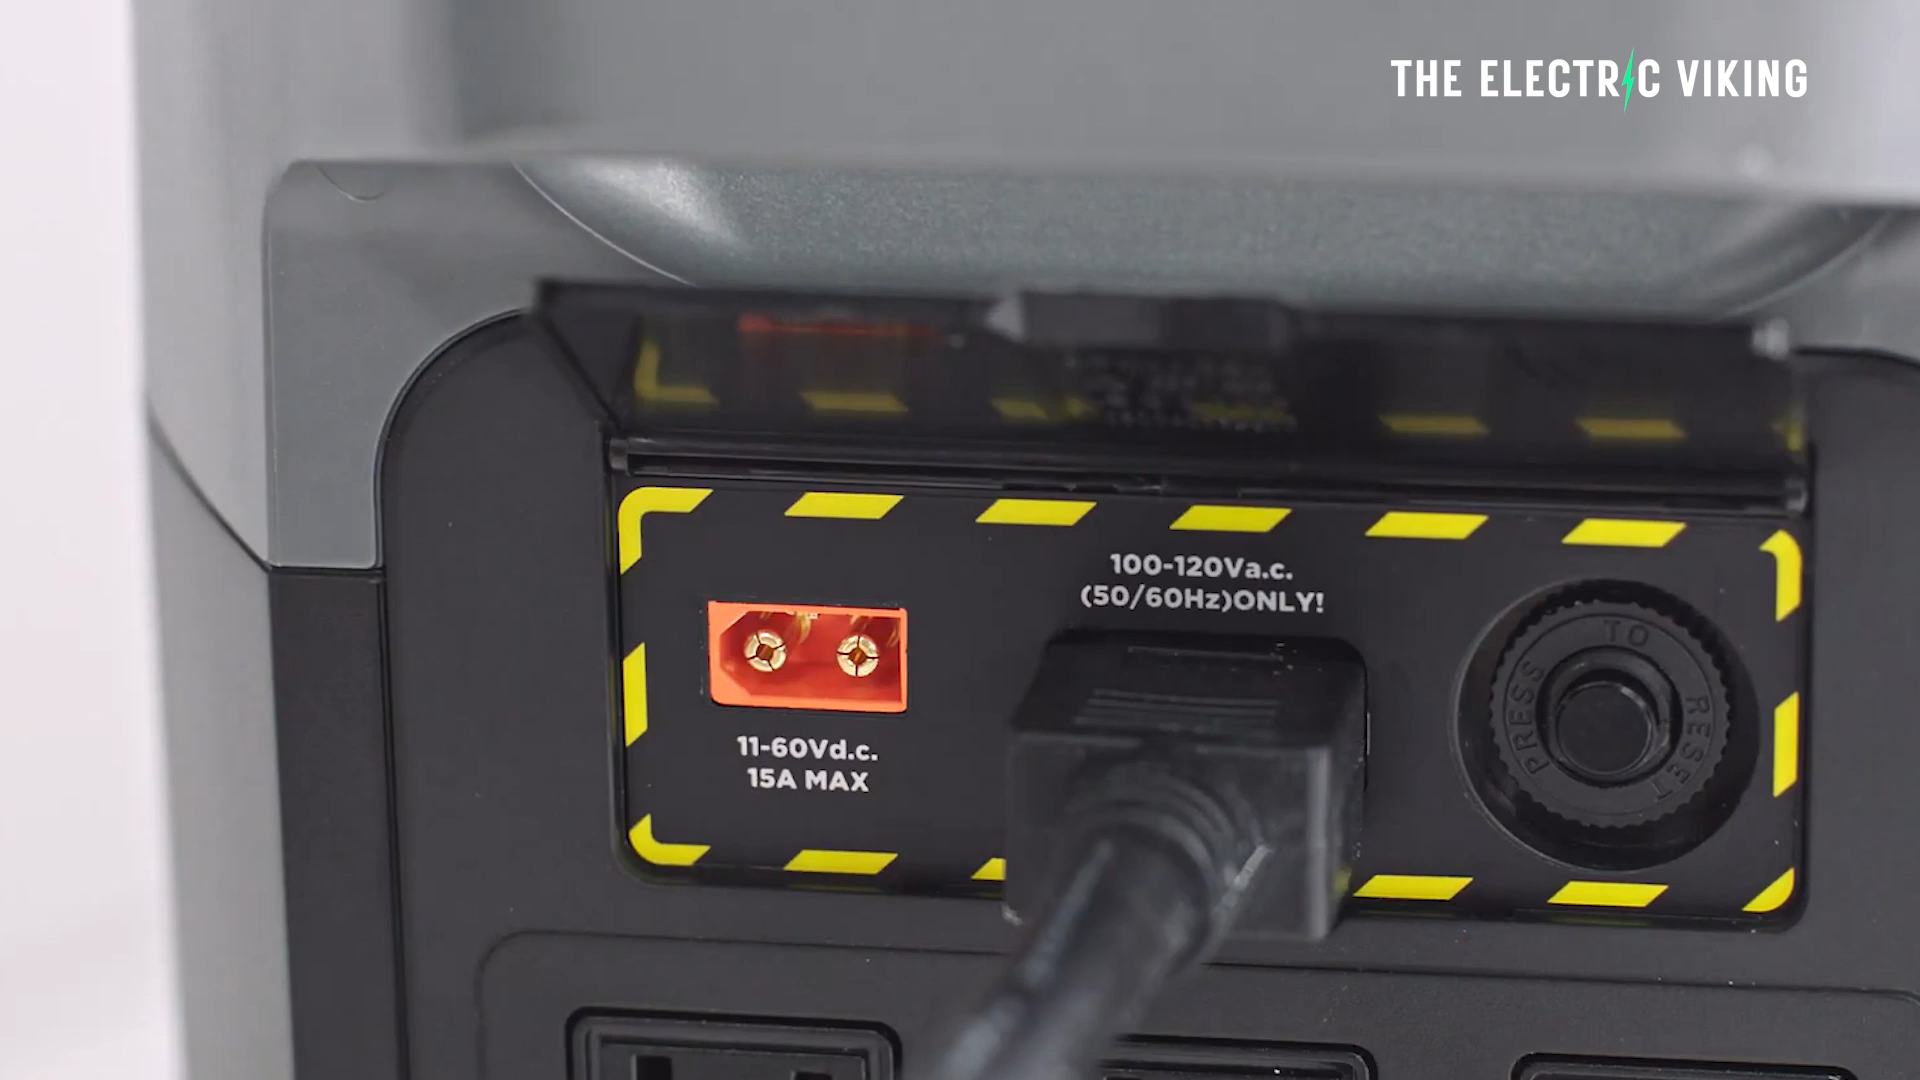 THE ELECTRIC VIKING
100-120Va.c.
(50/60Hz)ONLY!
11-60Vd.c.
15A MAX
PRESS TO RESET